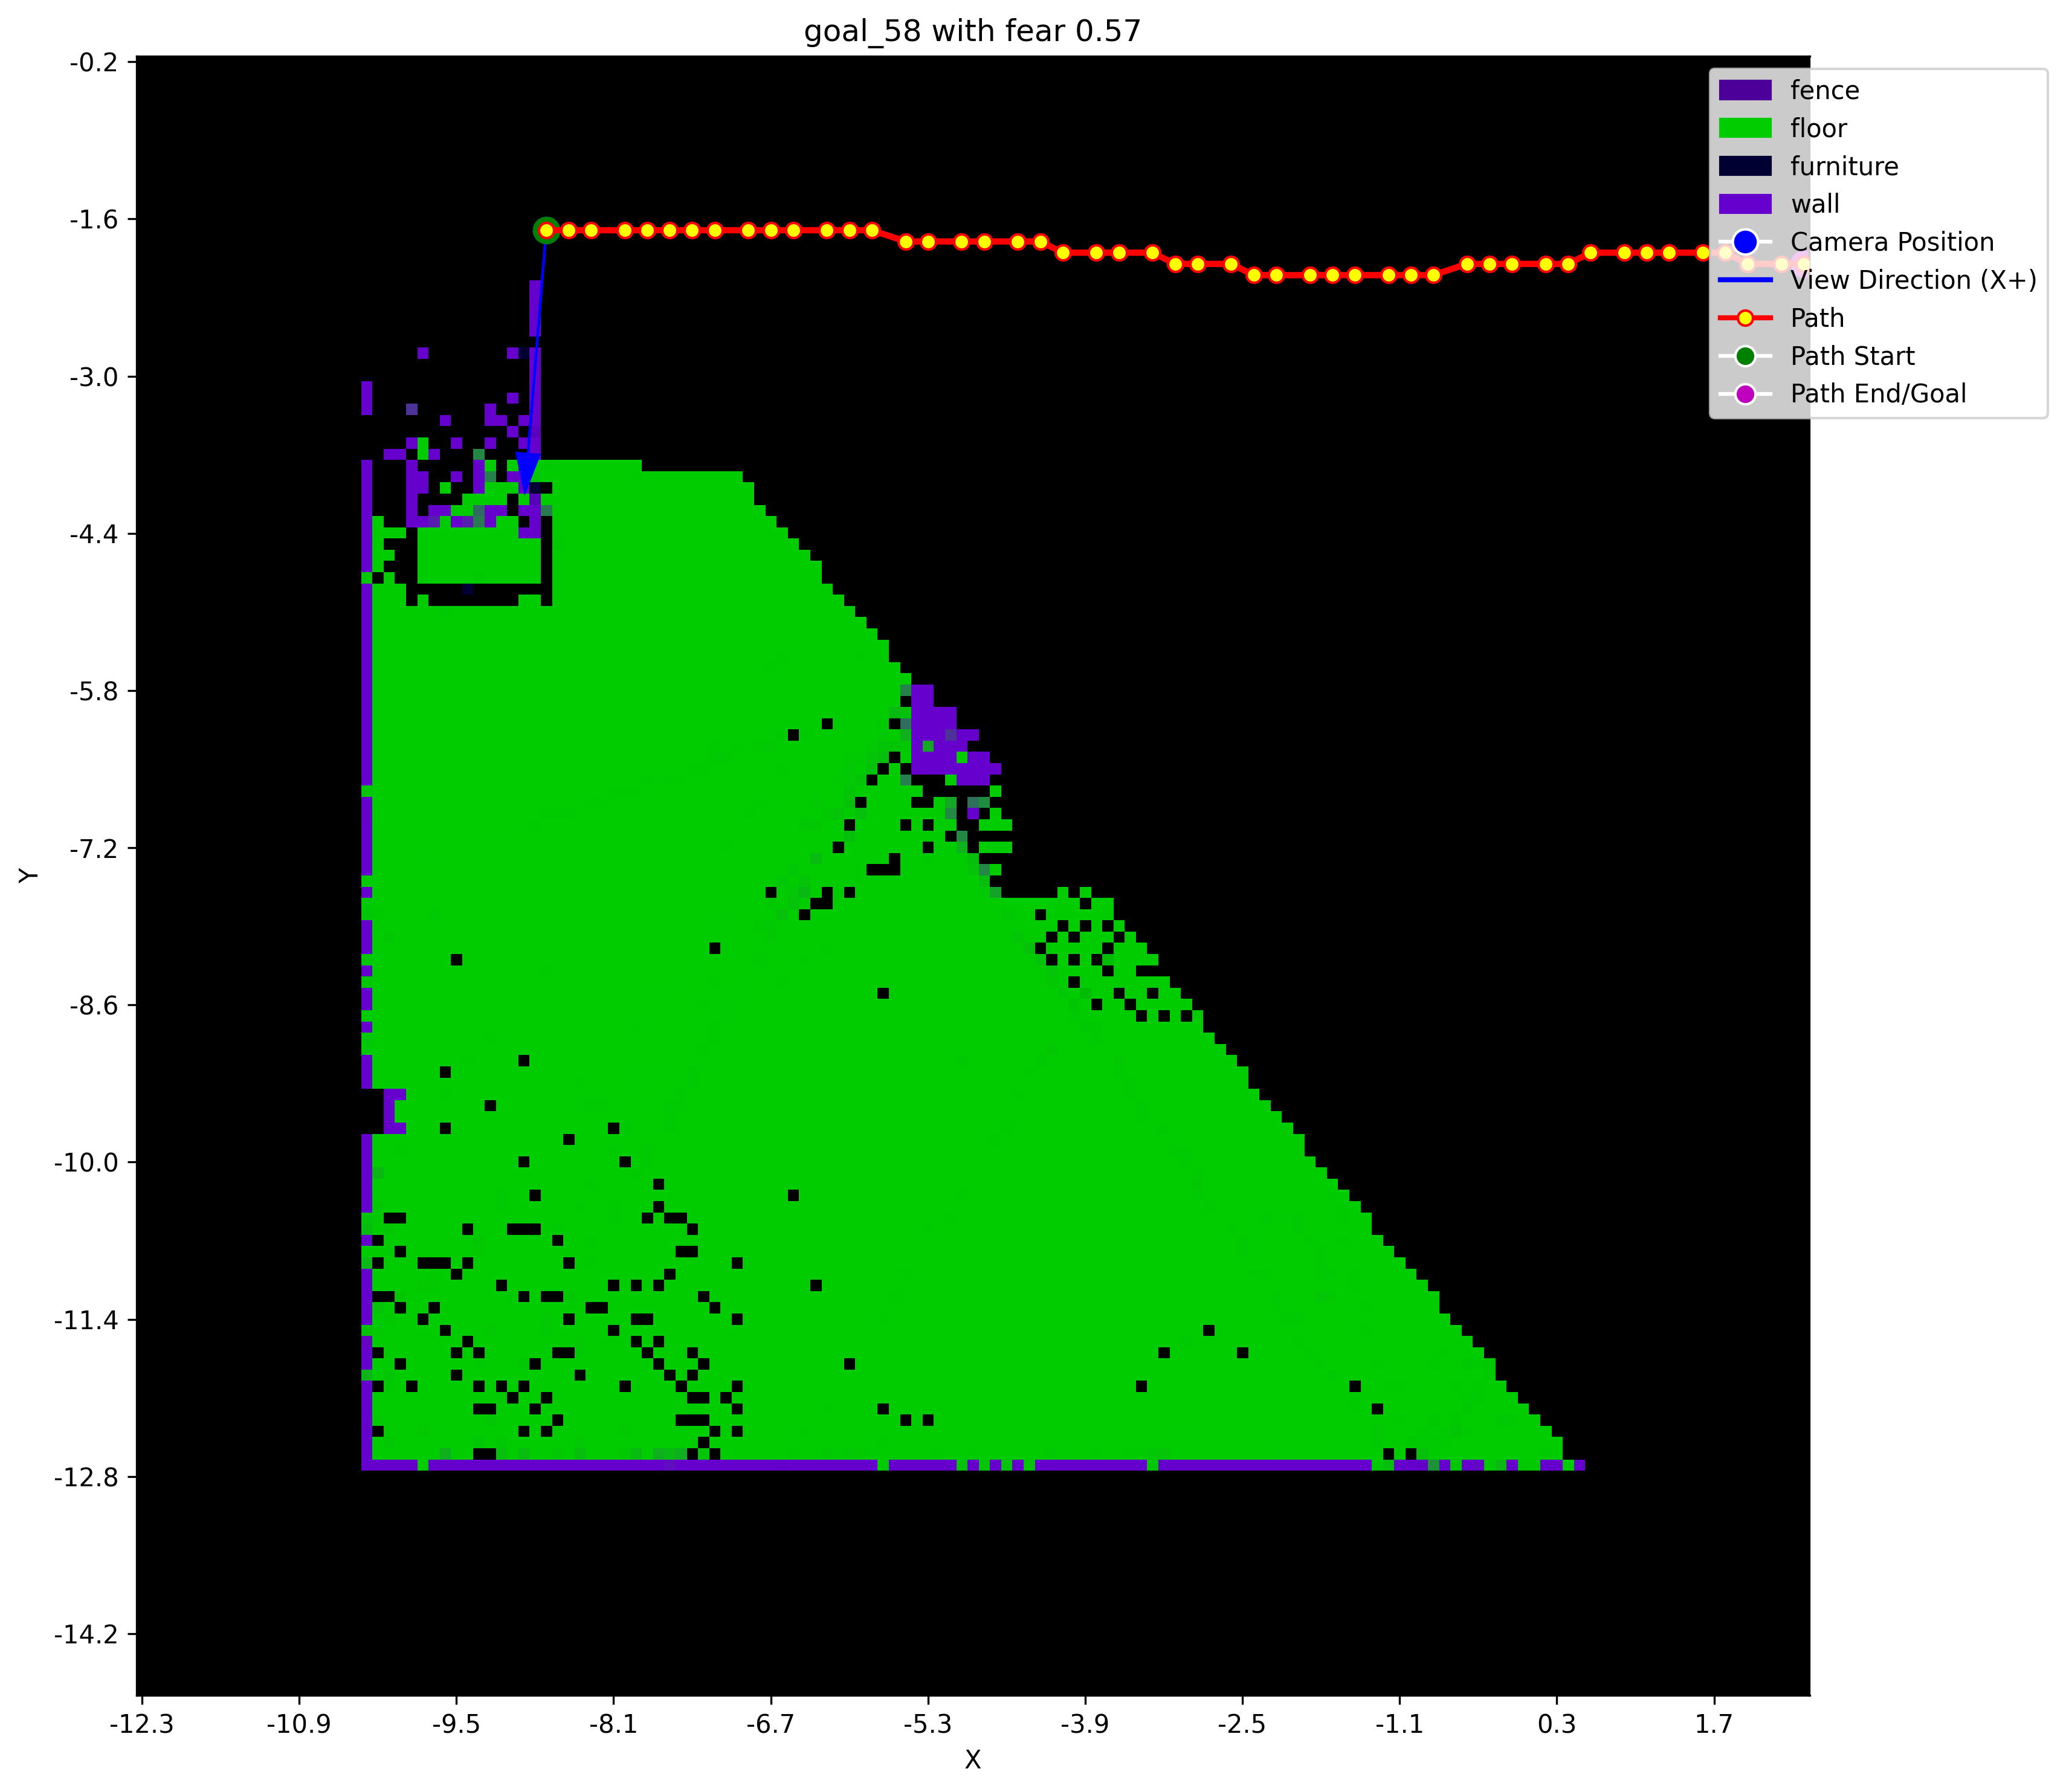 goal_58 with fear 0.57
-0.2
-1.6
-3.0
-4.4
-5.8
-7.2
-8.6
-10.0
-11.4
-12.8
-14.2
Y
fence
floor
furniture
wall
Camera Position
View Direction (X+)
Path
Path Start
Path End/Goal
-12.3 -10.9 -9.5 -8.1 -6.7 -5.3 -3.9 -2.5 -1.1 0.3 1.7
X